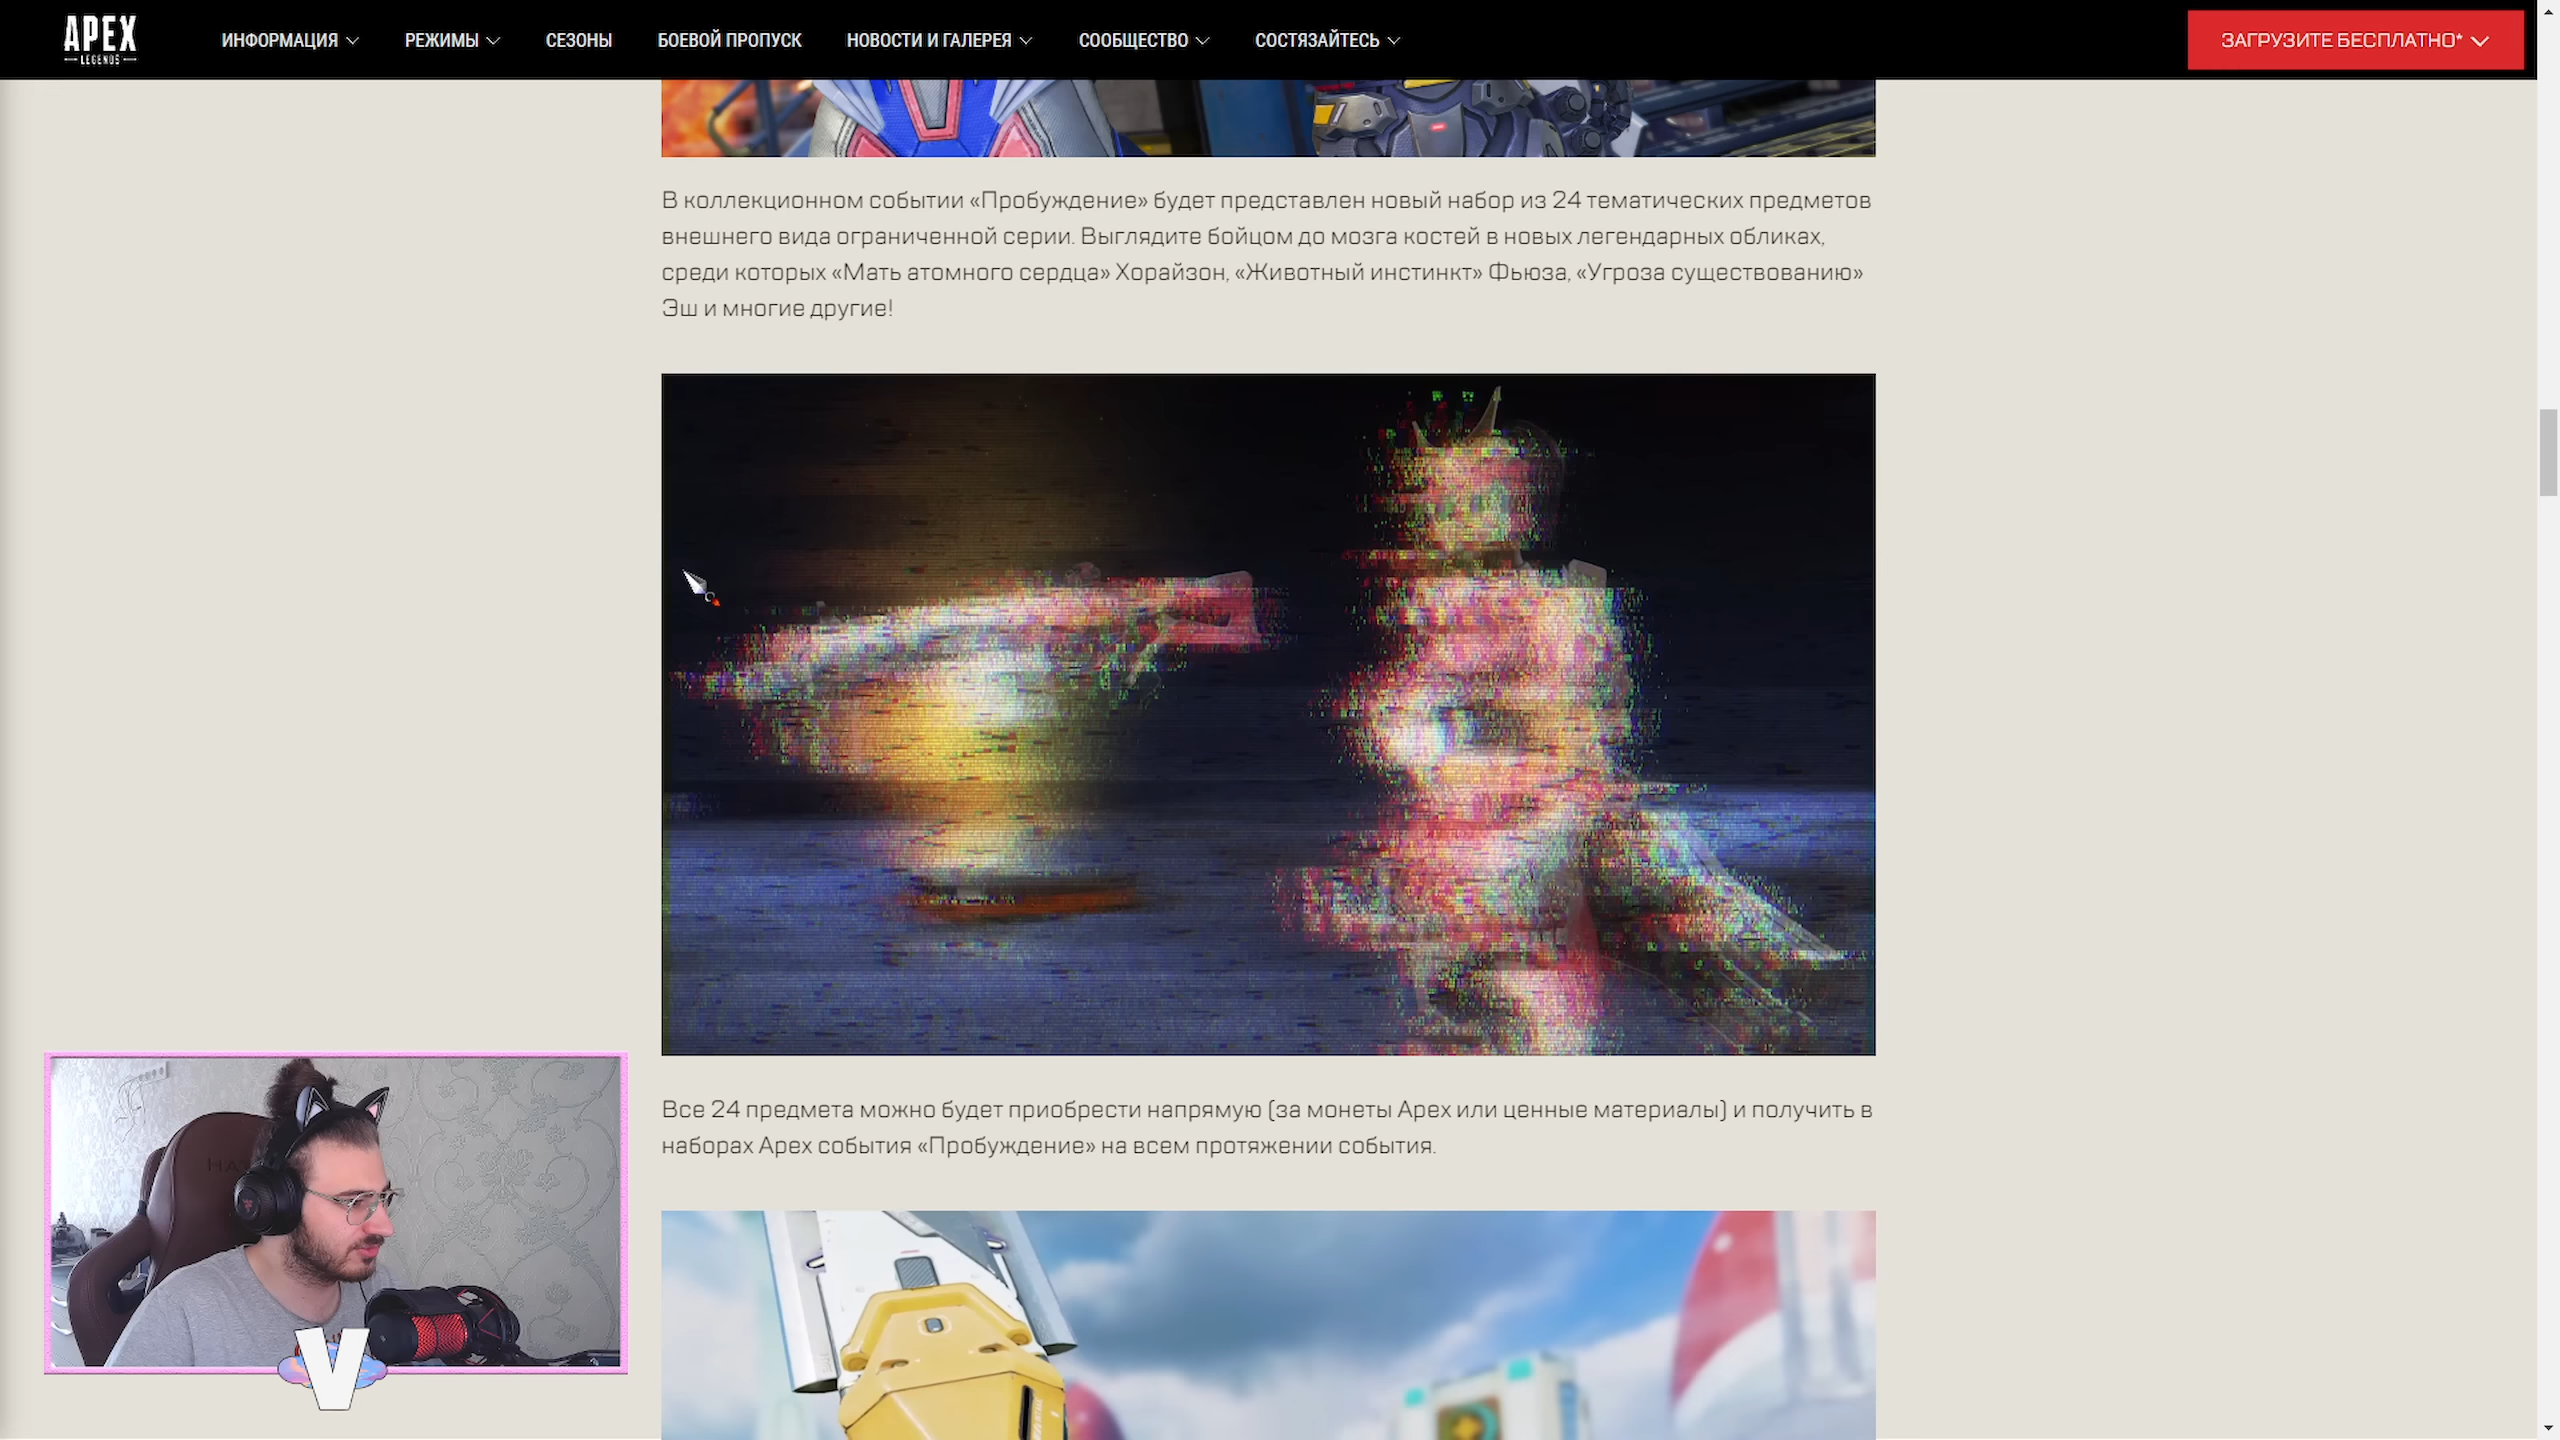 APEX
LEGENDS
ИНФОРМАЦИЯ
РЕЖИМЫ
СЕЗОНЫ
БОЕВОЙ ПРОПУСК
НОВОСТИ И ГАЛЕРЕЯ
СООБЩЕСТВО
СОСТЯЗАЙТЕСЬ
ЗАГРУЗИТЕ БЕСПЛАТНО*
В коллекционном событии «Пробуждение» будет представлен новый набор из 24 тематических предметов
внешнего вида ограниченной серии. Выглядите бойцом до мозга костей в новых легендарных обликах,
среди которых «Мать атомного сердца» Хорайзон, «Животный инстинкт» Фьюза, «Угроза существованию»
Эш и многие другие!
Все 24 предмета можно будет приобрести напрямую (за монеты Apex или ценные материалы) и получить в
наборах Apex события «Пробуждение» на всем протяжении события.
V